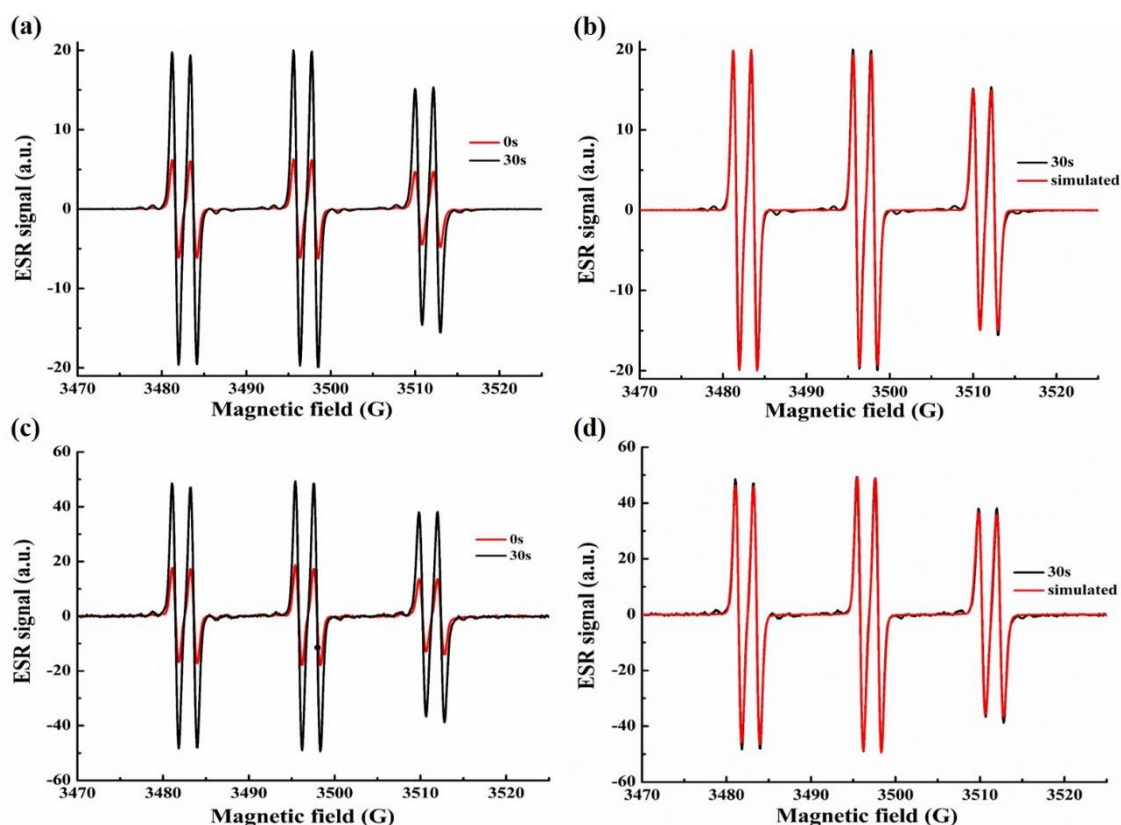 (a)
20
10
0
-10
-20
ESR signal (a.u.)
0s
30s
3470 3480 3490 3500 3510 3520
Magnetic field (G)
(b)
20
10
0
-10
-20
ESR signal (a.u.)
30s
simulated
3470 3480 3490 3500 3510 3520
Magnetic field (G)
(c)
60
40
20
0
-20
-40
-60
ESR signal (a.u.)
0s
30s
3470 3480 3490 3500 3510 3520
Magnetic field (G)
(d)
60
40
20
0
-20
-40
-60
ESR signal (a.u.)
30s
simulated
3470 3480 3490 3500 3510 3520
Magnetic field (G)